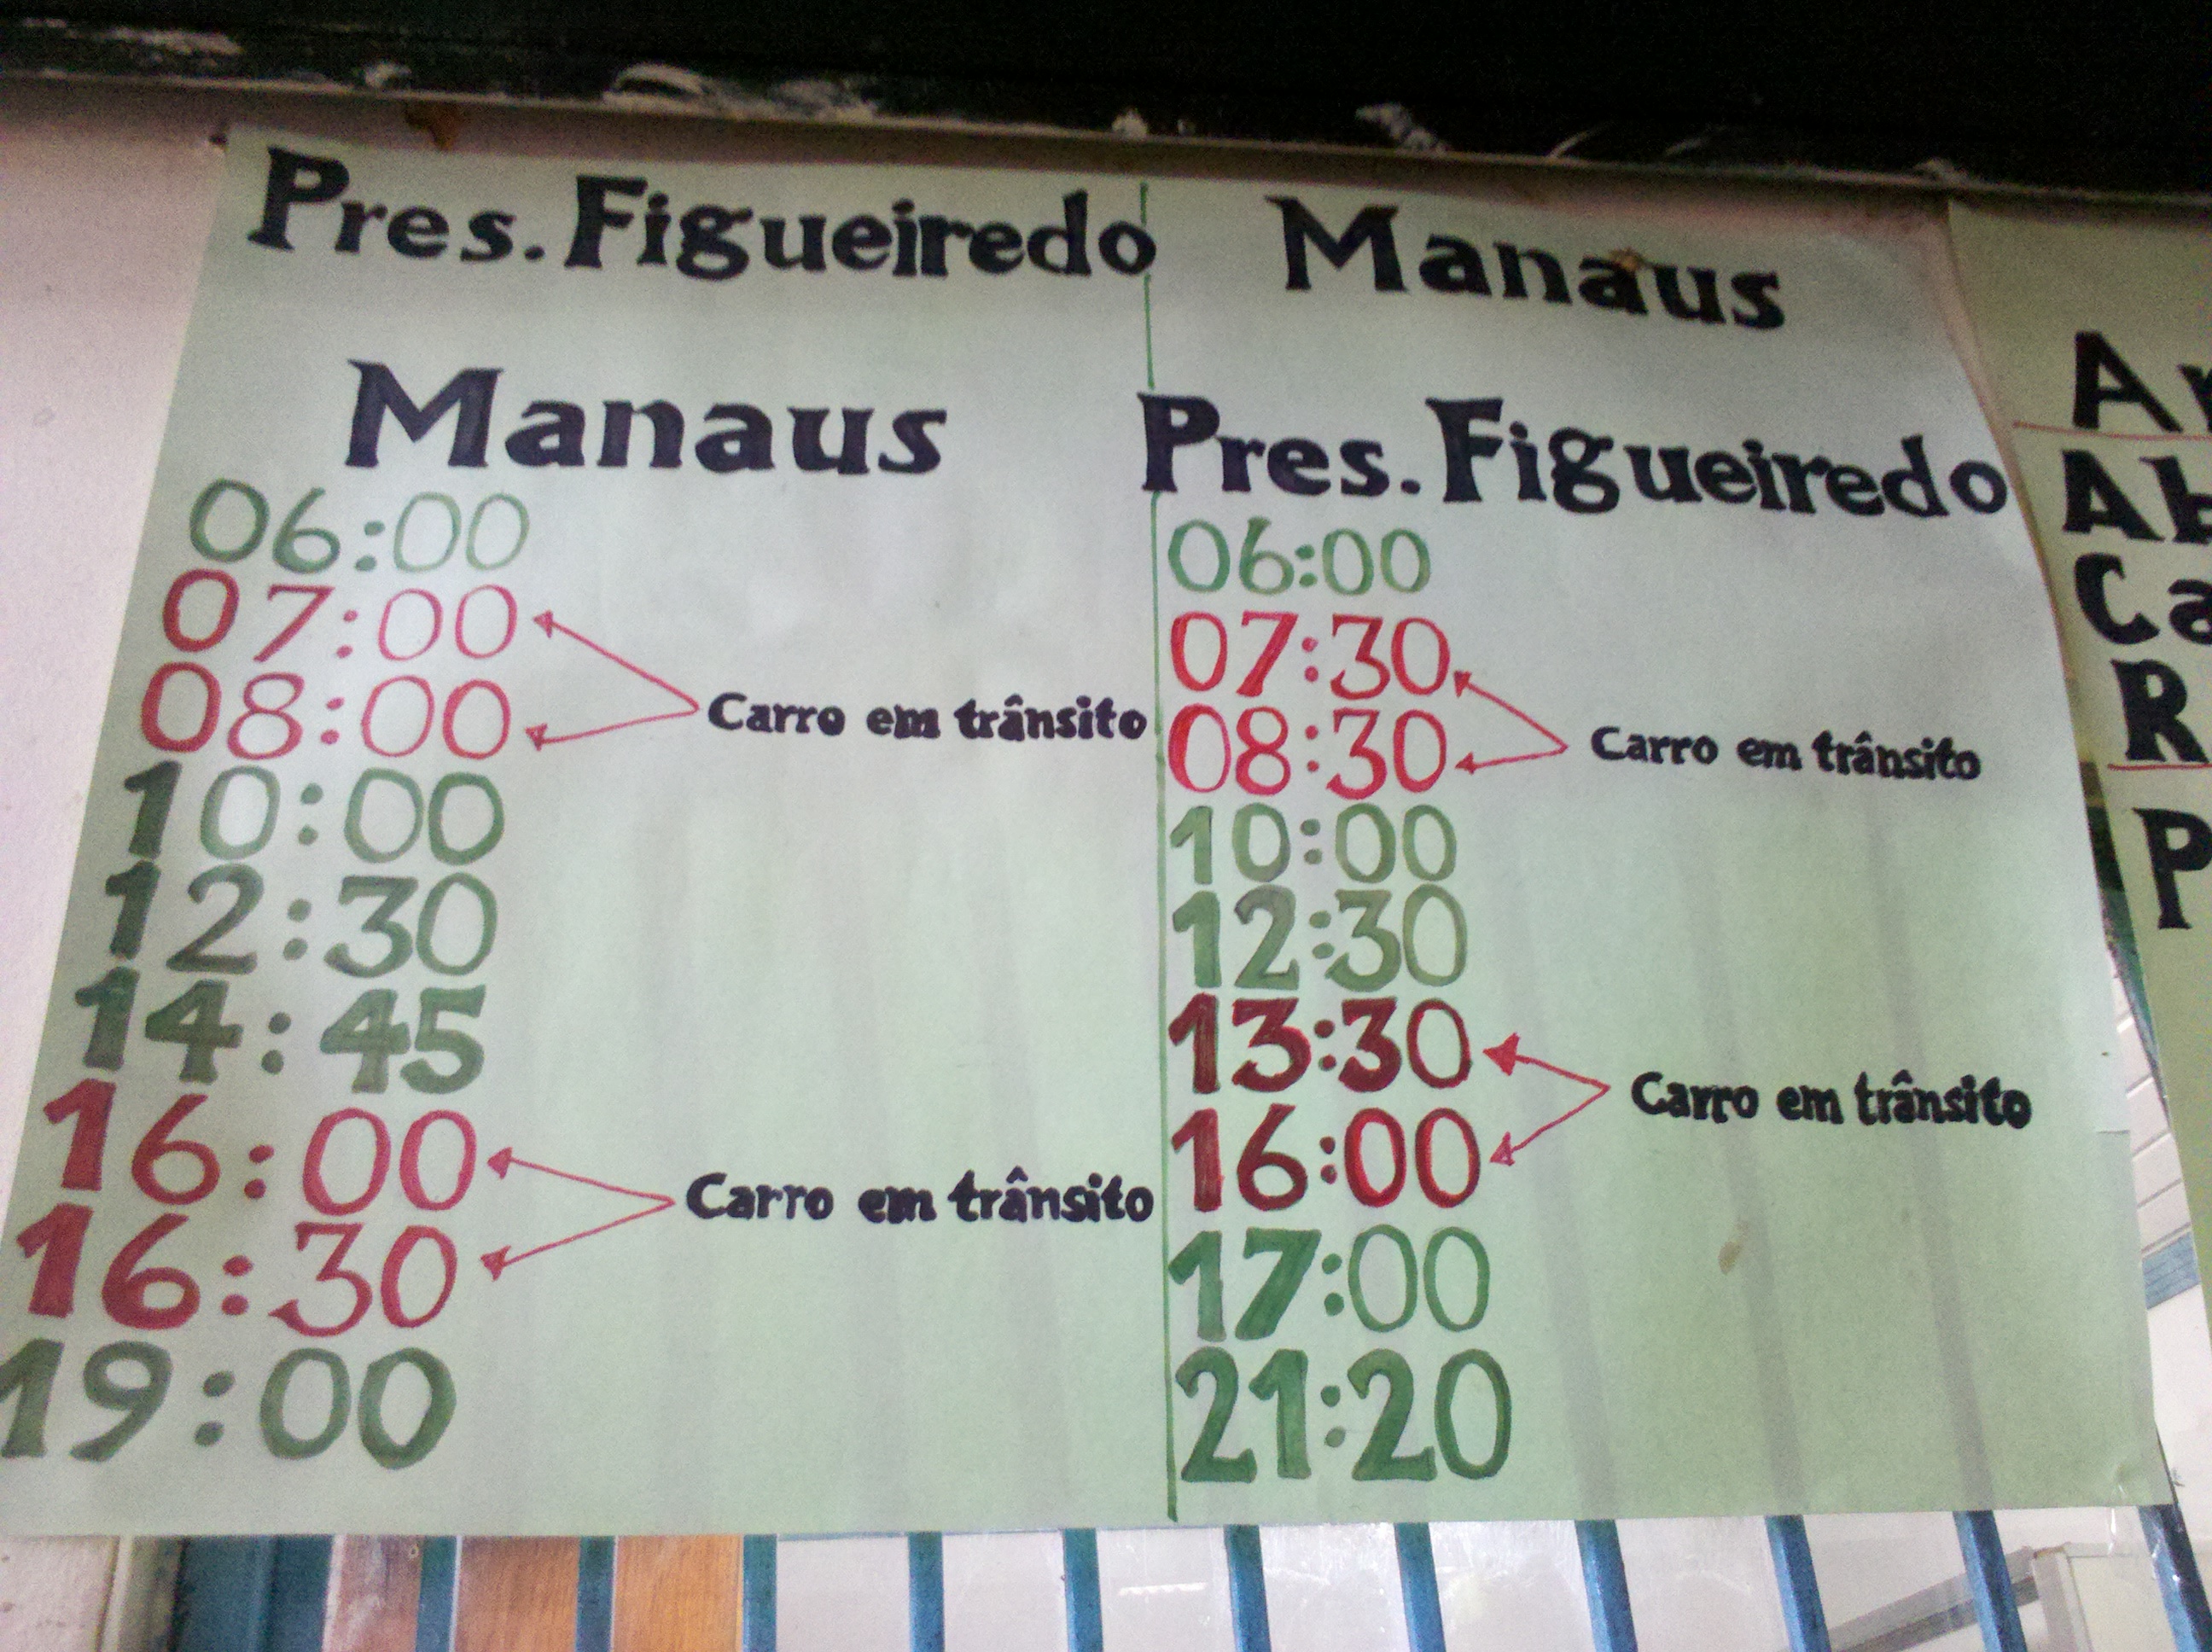 Pres. Figueiredo
Manaus
06:00
07:00
08:00
Carro em trânsito
10:00
12:30
14:45
16:00
16:30
Carro em trânsito
19:00
Manaus
Pres. Figueiredo
06:00
07:30
08:30
Carro em trânsito
10:00
12:30
13:30
16:00
Carro em trânsito
17:00
21:20